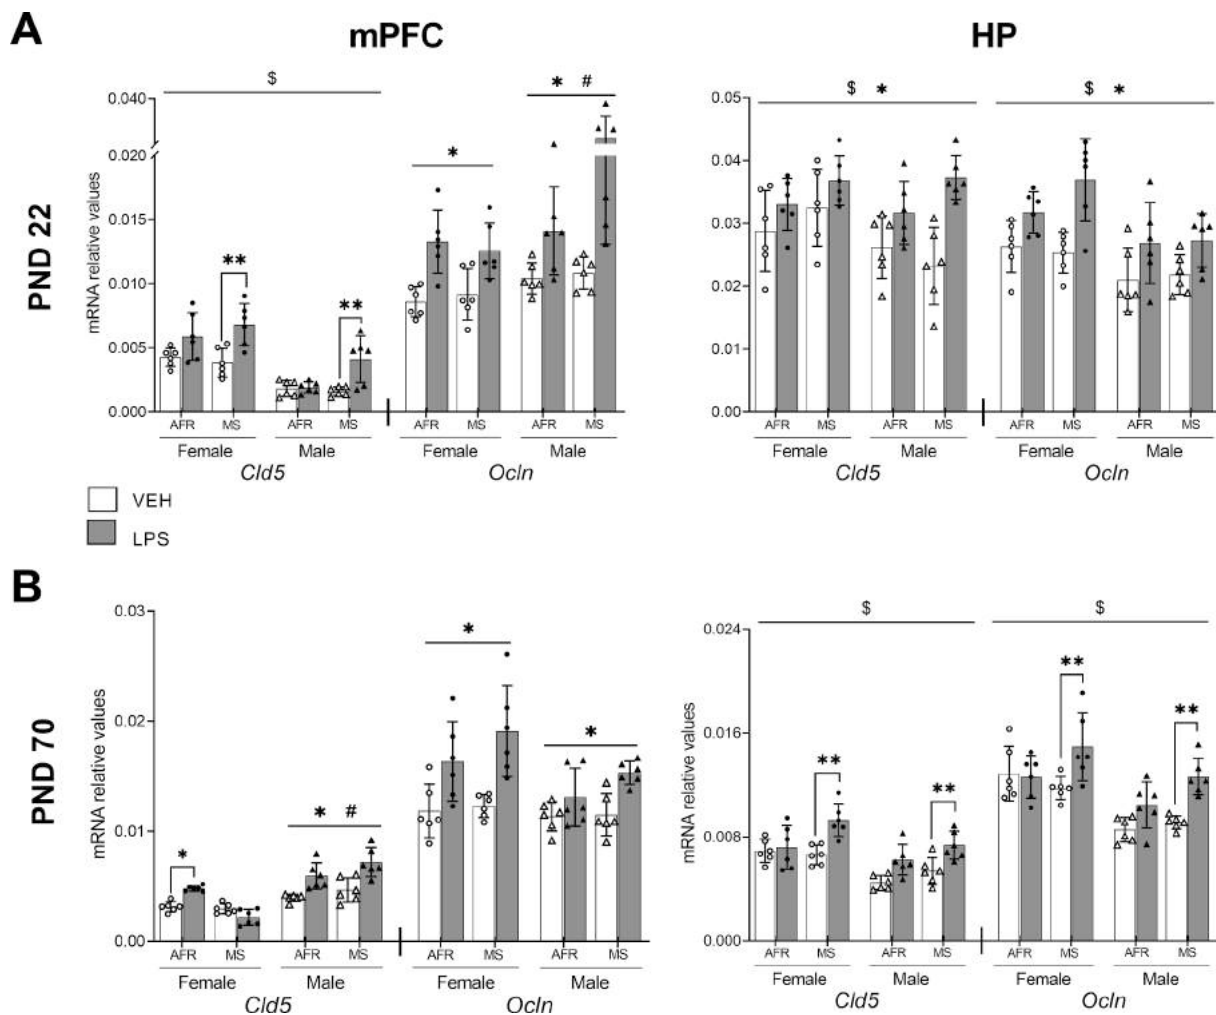 A
mPFC
HP
PND 22
mRNA relative values
0.040
0.020
0.015
0.010
0.005
0.000
$
**
**
*
* #
AFR MS AFR MS AFR MS AFR MS
Female Male Female Male
Cld5 Ocln
0.05
0.04
0.03
0.02
0.01
0.00
$ * $ *
AFR MS AFR MS AFR MS AFR MS
Female Male Female Male
Cld5 Ocln
VEH
LPS
B
PND 70
mRNA relative values
0.03
0.02
0.01
0.00
*
* #
*
*
AFR MS AFR MS AFR MS AFR MS
Female Male Female Male
Cld5 Ocln
mRNA relative values
0.024
0.016
0.008
0.000
$ $
**
**
**
**
AFR MS AFR MS AFR MS AFR MS
Female Male Female Male
Cld5 Ocln